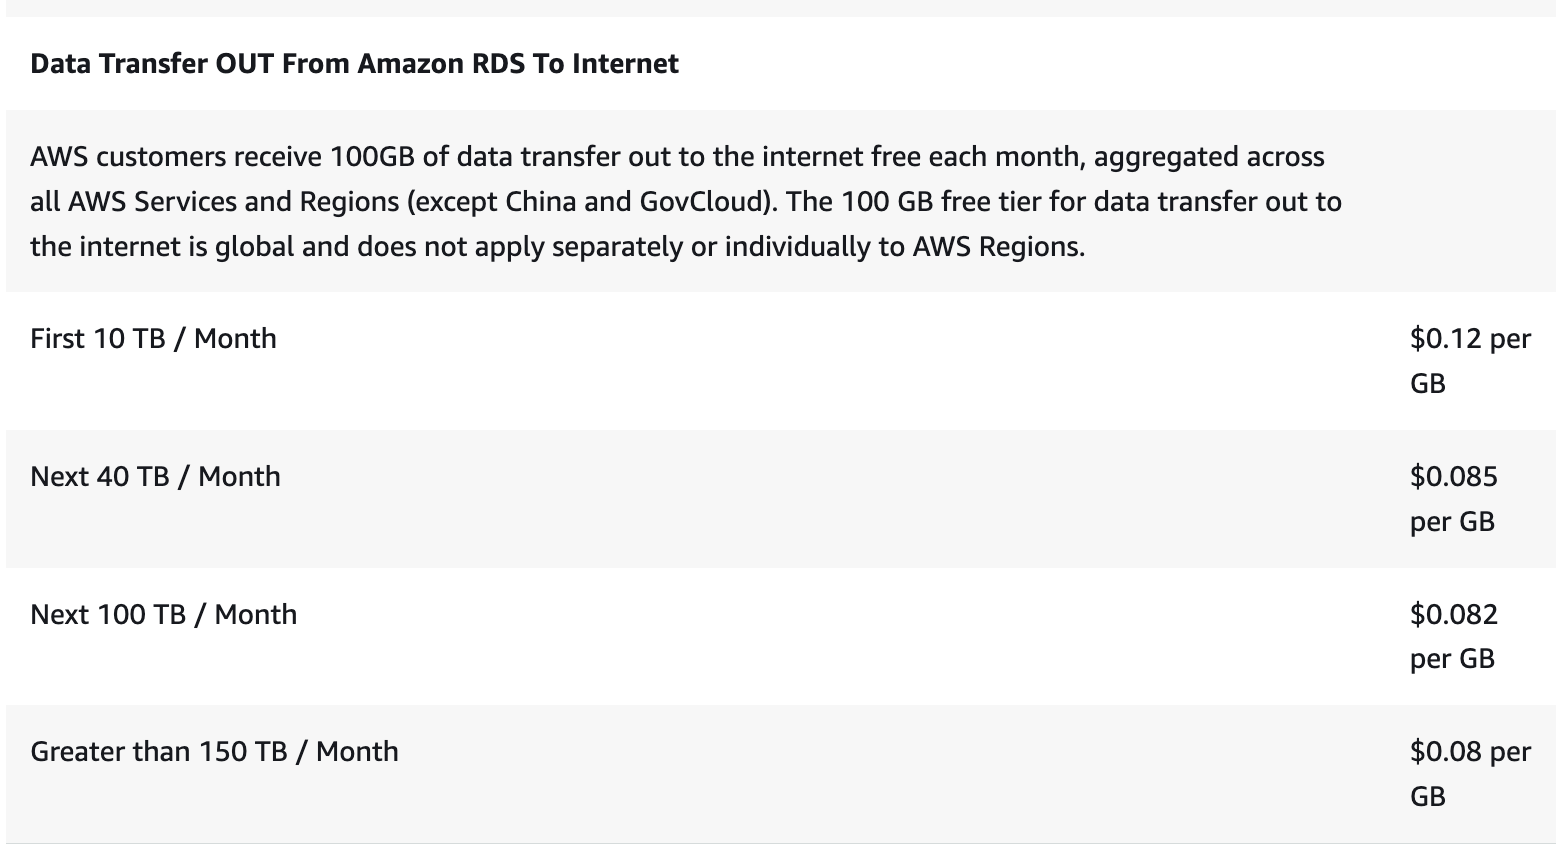 Data Transfer OUT From Amazon RDS To Internet
AWS customers receive 100GB of data transfer out to the internet free each month, aggregated across
all AWS Services and Regions (except China and GovCloud). The 100 GB free tier for data transfer out to
the internet is global and does not apply separately or individually to AWS Regions.
First 10 TB / Month
$0.12 per
GB
Next 40 TB / Month
$0.085
per GB
Next 100 TB / Month
$0.082
per GB
Greater than 150 TB / Month
$0.08 per
GB